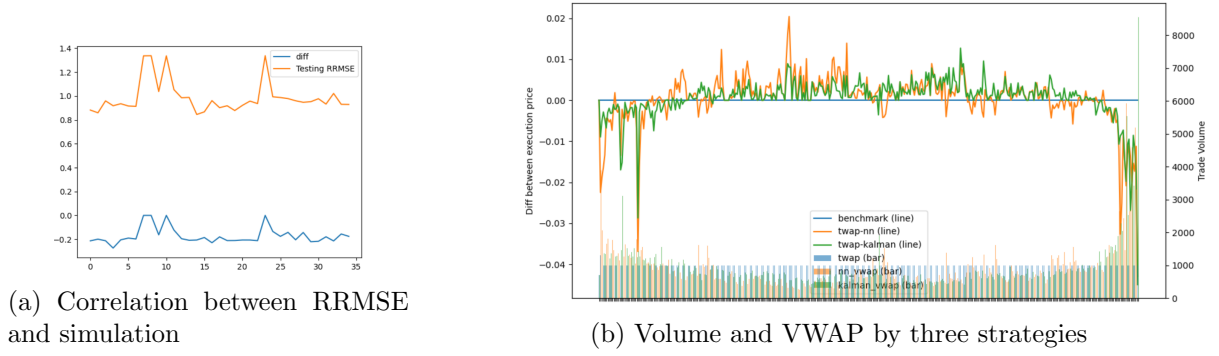 1.4
1.2
1.0
0.8
0.6
0.4
0.2
0.0
−0.2
0
5
10
15
20
25
30
35
diff
Testing RRMSE
(a) Correlation between RRMSE
and simulation
Diff between execution price
0.02
0.01
0.00
−0.01
−0.02
−0.03
−0.04
benchmark (line)
twap-nn (line)
twap-kalman (line)
twap (bar)
nn_vwap (bar)
kalman_vwap (bar)
8000
7000
6000
5000
4000
3000
2000
1000
0
Trade Volume
(b) Volume and VWAP by three strategies